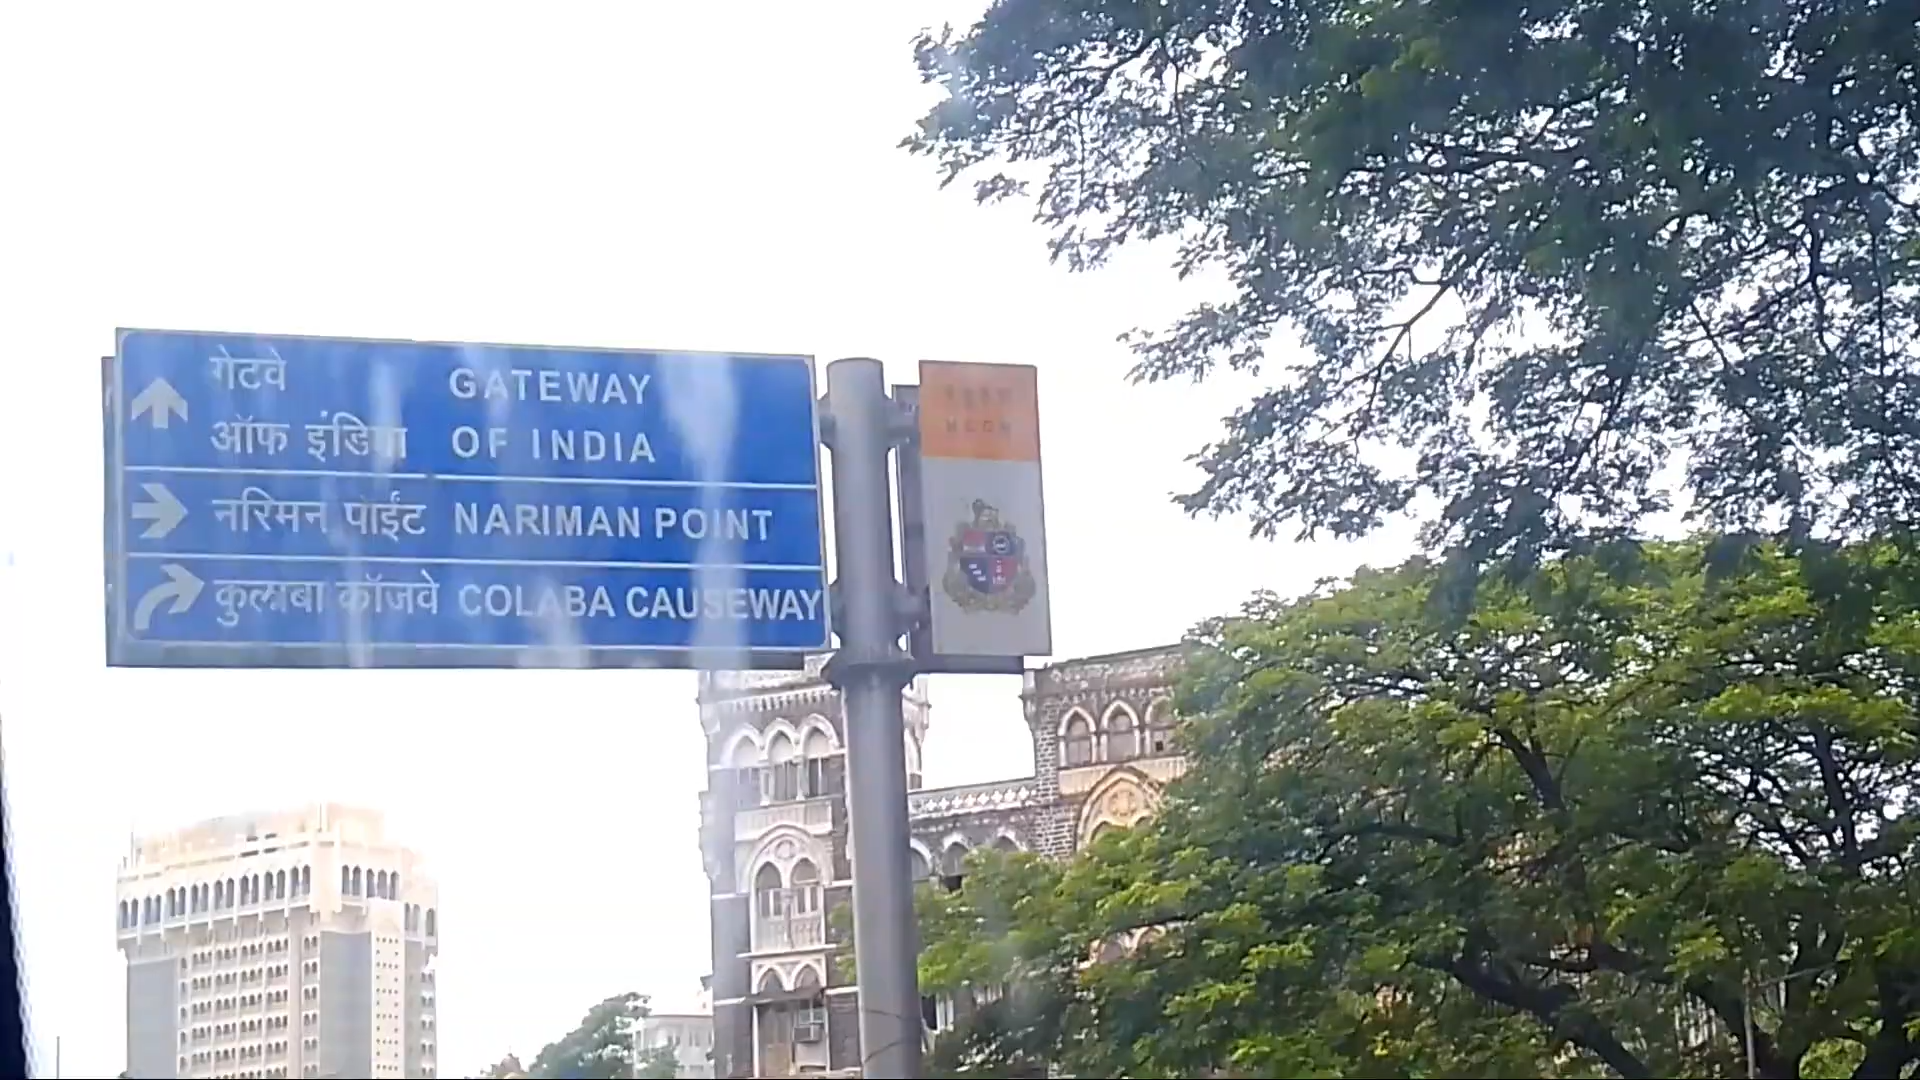 गेटवे
ऑफ इंडिया
GATEWAY
OF INDIA
नरिमन पॉईंट NARIMAN POINT
कुलाबा कॉजवे COLABA CAUSEWAY